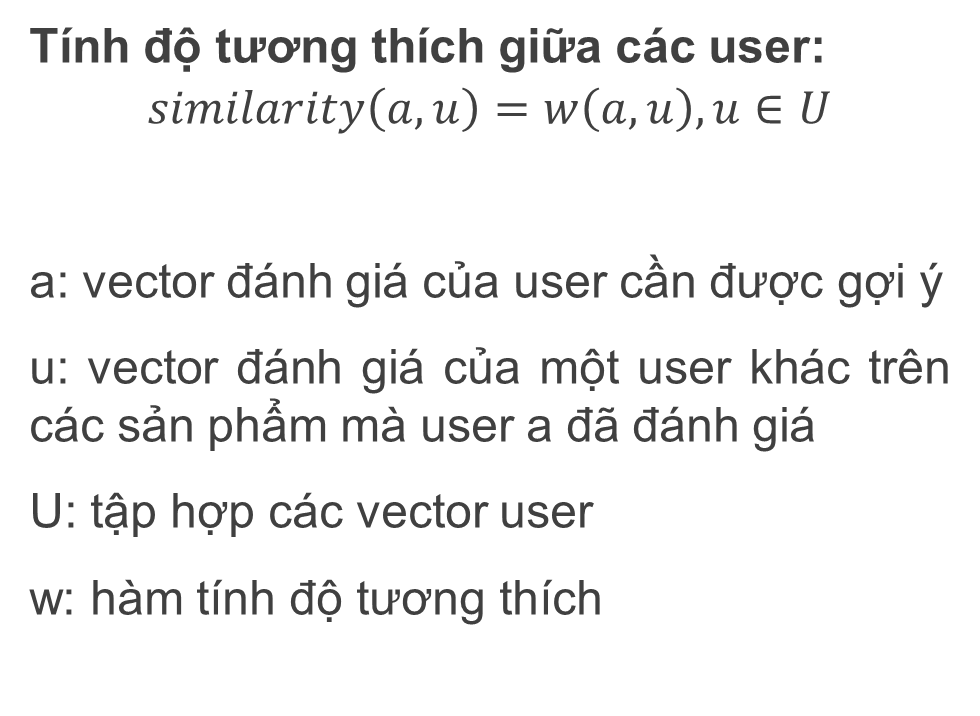 Tính độ tương thích giữa các user:
𝑠𝑖𝑚𝑖𝑙𝑎𝑟𝑖𝑡𝑦(𝑎, 𝑢) = 𝑤(𝑎, 𝑢), 𝑢 ∈ 𝑈
a: vector đánh giá của user cần được gợi ý
u: vector đánh giá của một user khác trên
các sản phẩm mà user a đã đánh giá
U: tập hợp các vector user
w: hàm tính độ tương thích